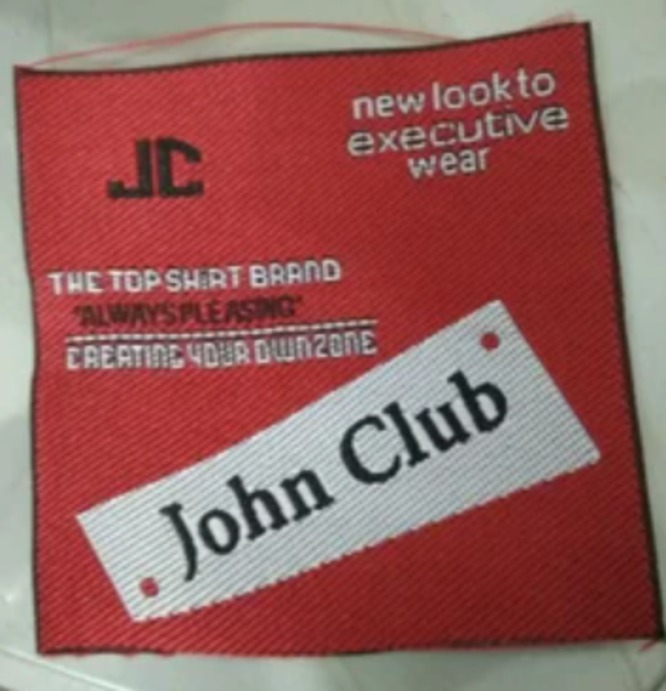 JC
new look to
executive
wear
THE TOP SHiRT BRAND
"ALWAYS PLEASING"
CREATING YOUR OWN ZONE
John Club